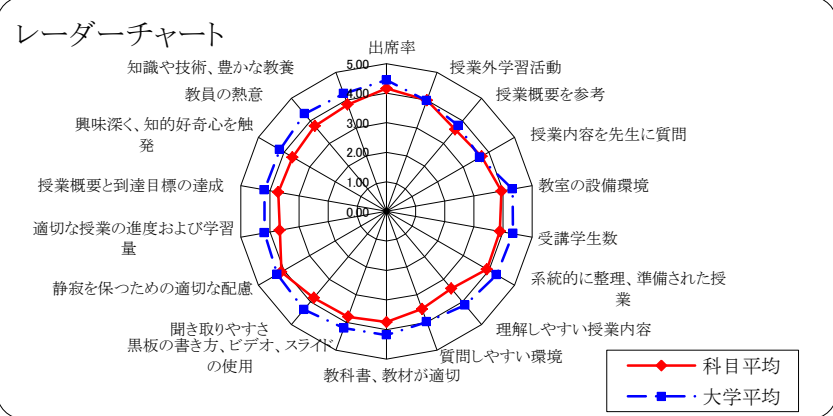 レーダーチャート
出席率
授業外学習活動
授業概要を参考
授業内容を先生に質問
教室の設備環境
受講学生数
系統的に整理、準備された授
業
理解しやすい授業内容
質問しやすい環境
教科書、教材が適切
黒板の書き方、ビデオ、スライド
の使用
聞き取りやすさ
静寂を保つための適切な配慮
適切な授業の進度および学習
量
授業概要と到達目標の達成
興味深く、知的好奇心を触
発
教員の熱意
知識や技術、豊かな教養
5.00
4.00
3.00
2.00
1.00
0.00
科目平均
大学平均